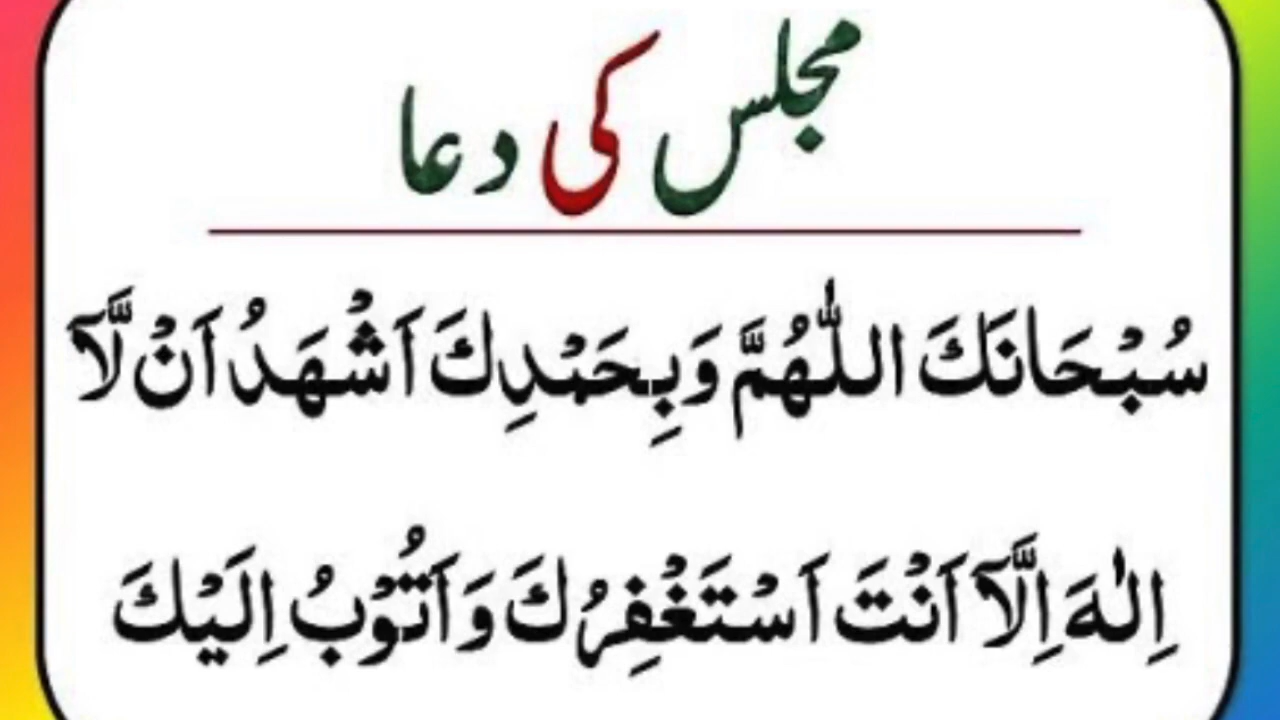 مجلس کی دعا
سُبْحَانَكَ اللّٰهُمَّ وَبِحَمْدِكَ اَشْهَدُ اَنْ لَّآ
اِلٰهَ اِلَّآ اَنْتَ اَسْتَغْفِرُكَ وَاَتُوْبُ اِلَيْكَ